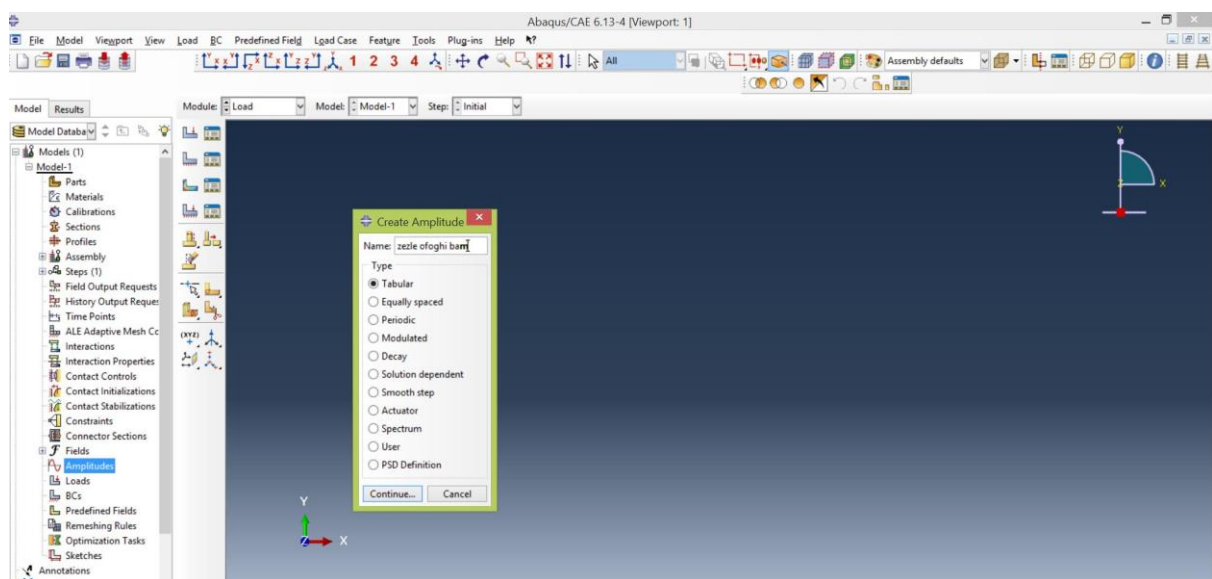 Abaqus/CAE 6.13-4 [Viewport: 1]
File Model Viewport View Load BC Predefined Field Load Case Feature Tools Plug-ins Help
1 2 3 4 All Assembly defaults
Model Results Module: Load Model: Model-1 Step: Initial
Model Databa
Models (1)
Model-1
Parts
Materials
Calibrations
Sections
Profiles
Assembly
Steps (1)
Field Output Requests
History Output Reques
Time Points
ALE Adaptive Mesh Cc
Interactions
Interaction Properties
Contact Controls
Contact Initializations
Contact Stabilizations
Constraints
Connector Sections
Fields
Amplitudes
Loads
BCs
Predefined Fields
Remeshing Rules
Optimization Tasks
Sketches
Annotations
(XYZ)
Create Amplitude
Name: zezle ofoghi bam
Type
Tabular
Equally spaced
Periodic
Modulated
Decay
Solution dependent
Smooth step
Actuator
Spectrum
User
PSD Definition
Continue... Cancel
Y
Z X
Y
Z X